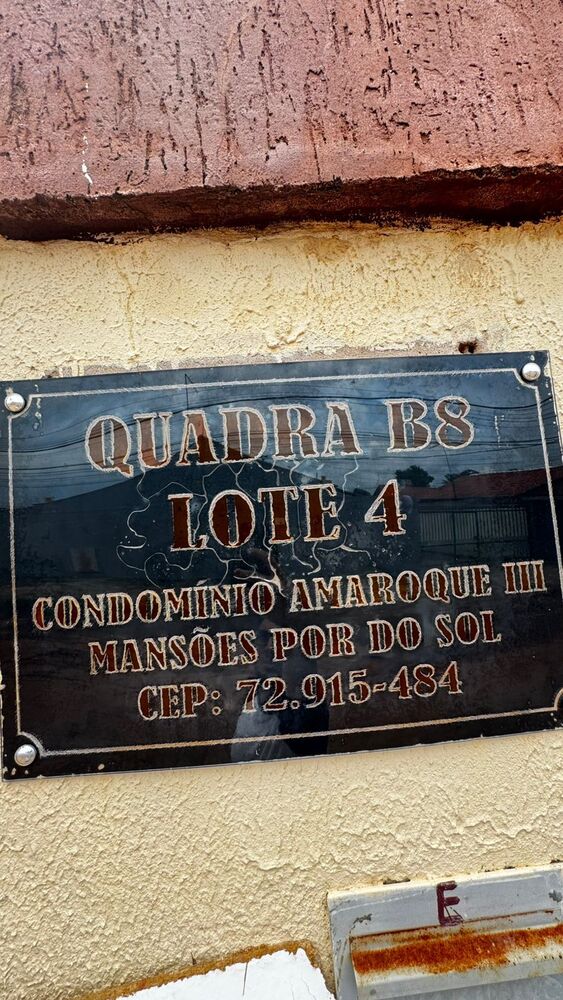 QUADRA B8
LOTE 4
CONDOMÍNIO AMAROQUE III
MANSÕES POR DO SOL
CEP: 72.915-484
E